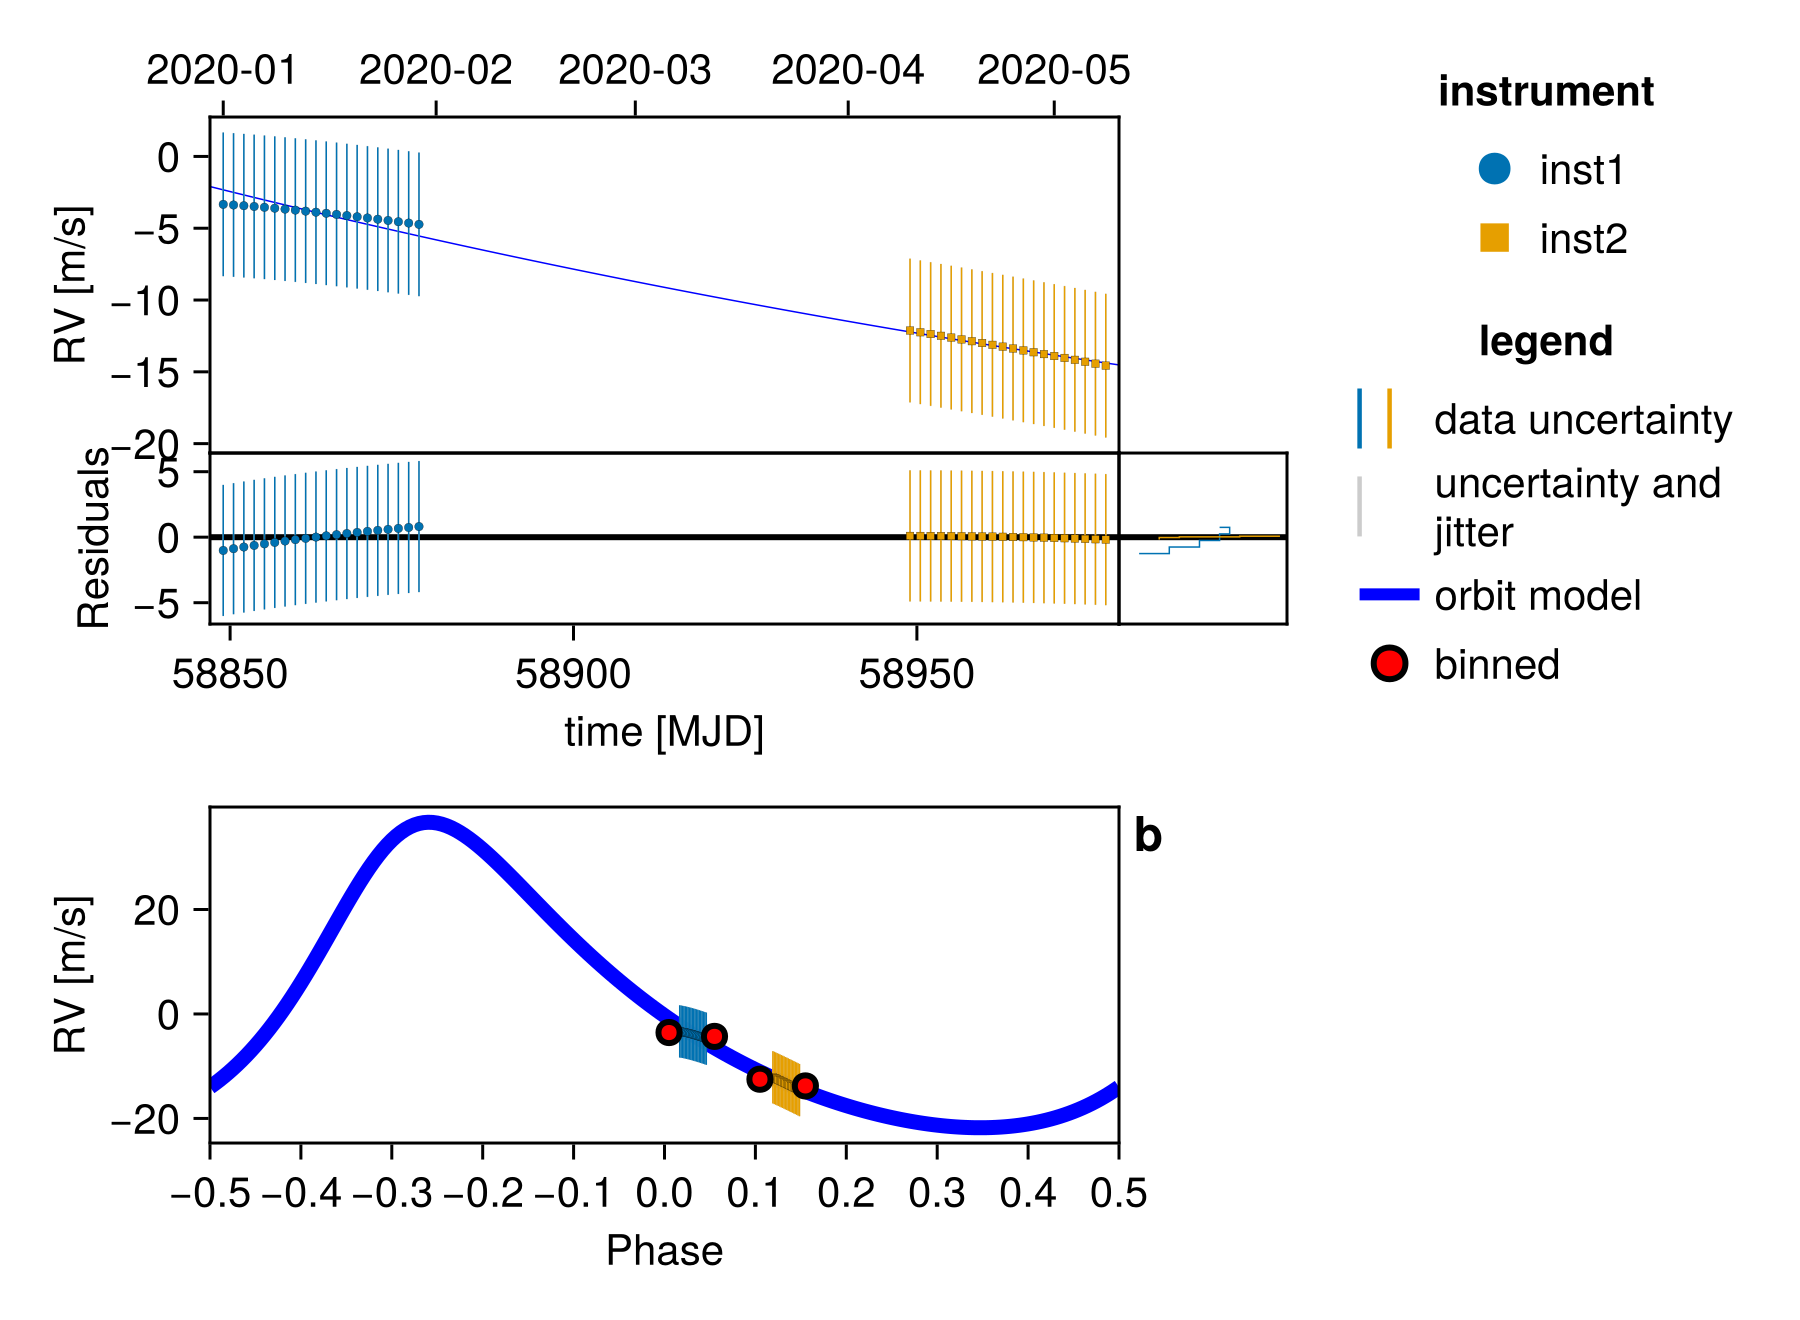 2020-01 2020-02 2020-03 2020-04 2020-05
0
−5
−10
−15
−20
RV [m/s]
5
0
−5
Residuals
58850 58900 58950
time [MJD]
instrument
inst1
inst2
legend
data uncertainty
uncertainty and
jitter
orbit model
binned
b
20
0
−20
RV [m/s]
−0.5 −0.4 −0.3 −0.2 −0.1 0.0 0.1 0.2 0.3 0.4 0.5
Phase